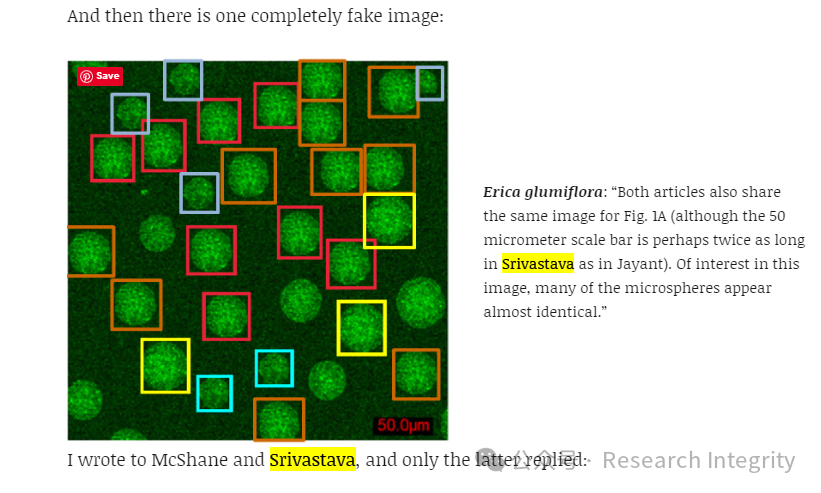 And then there is one completely fake image:
Save
Erica glumiflora: “Both articles also share
the same image for Fig. 1A (although the 50
micrometer scale bar is perhaps twice as long
in Srivastava as in Jayant). Of interest in this
image, many of the microspheres appear
almost identical.”
50.0µm
I wrote to McShane and Srivastava, and only the latter replied:
公众号 · Research Integrity